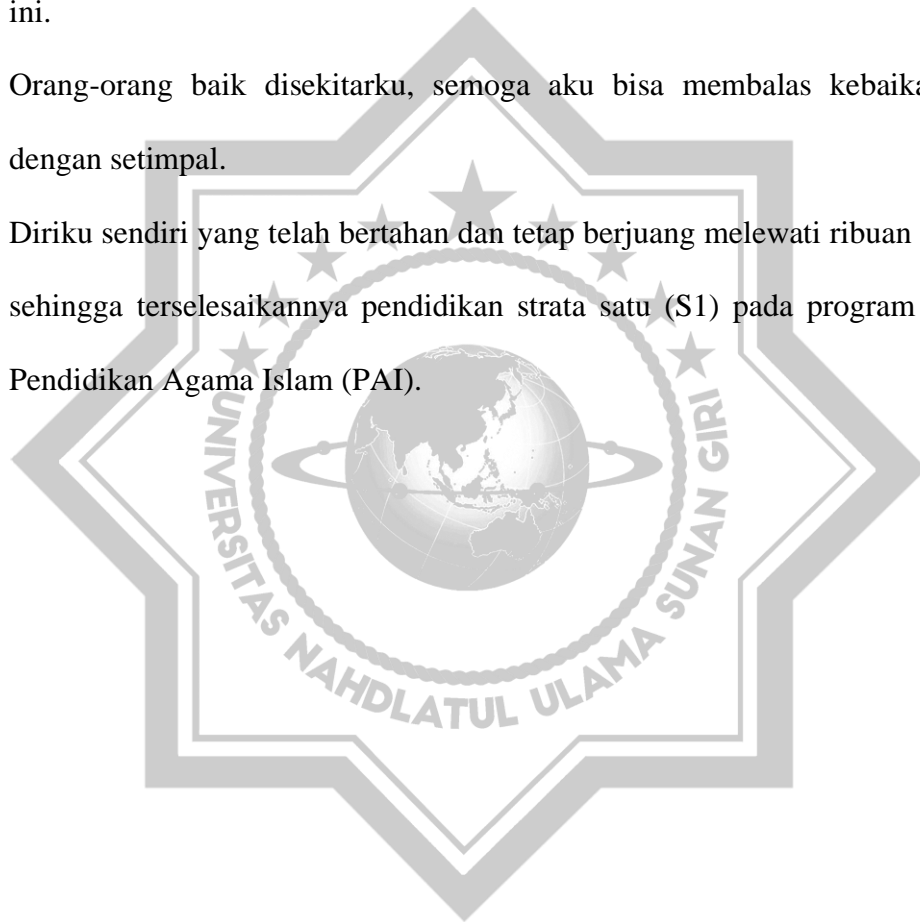 ini.
Orang-orang baik disekitarku, semoga aku bisa membalas
dengan setimpal.
Diriku sendiri yang telah bertahan dan tetap berjuang melewati ribuan
sehingga terselesaikannya pendidikan strata satu (S1) pada program
Pendidikan Agama Islam (PAI).
UNIVERSITAS NAHDLATUL ULAMA SUNAN GIRI